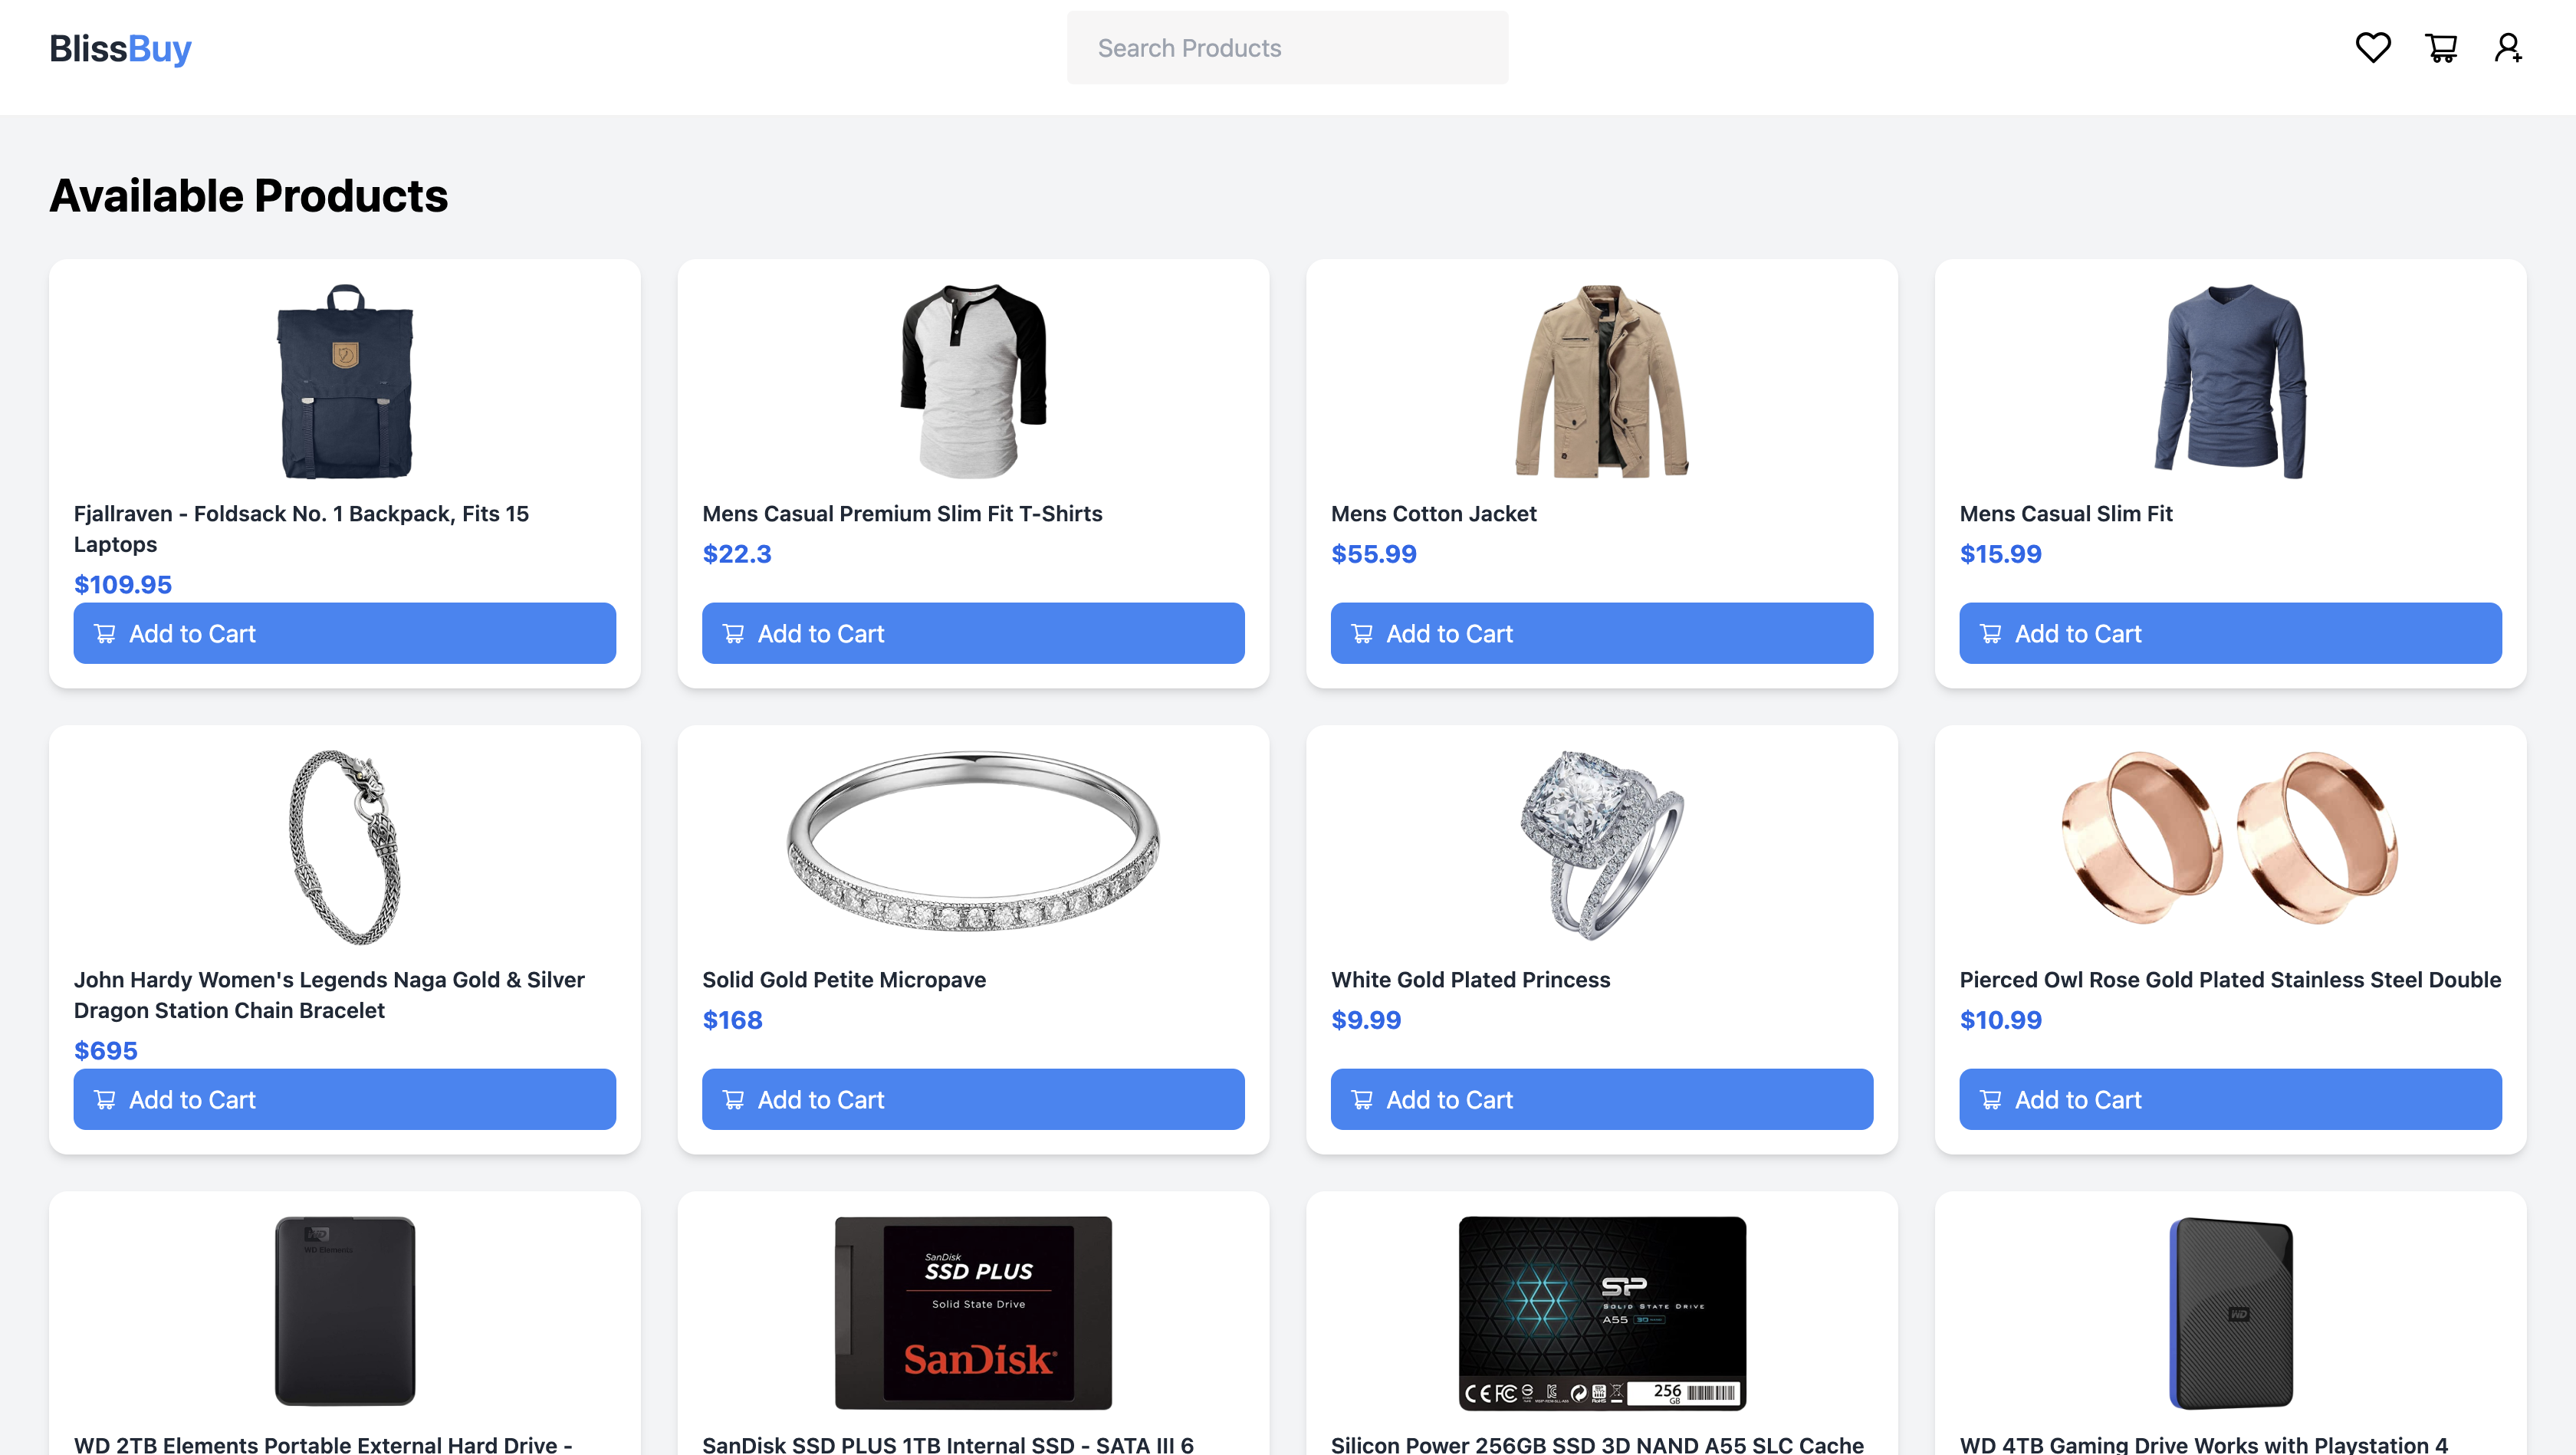 BlissBuy
Search Products
Available Products
Fjallraven - Foldsack No. 1 Backpack, Fits 15
Laptops
$109.95
Add to Cart
Mens Casual Premium Slim Fit T-Shirts
$22.3
Add to Cart
Mens Cotton Jacket
$55.99
Add to Cart
Mens Casual Slim Fit
$15.99
Add to Cart
John Hardy Women's Legends Naga Gold & Silver
Dragon Station Chain Bracelet
$695
Add to Cart
Solid Gold Petite Micropave
$168
Add to Cart
White Gold Plated Princess
$9.99
Add to Cart
Pierced Owl Rose Gold Plated Stainless Steel Double
$10.99
Add to Cart
WD
WD Elements
WD 2TB Elements Portable External Hard Drive -
SanDisk
SSD PLUS
Solid State Drive
SanDisk
SanDisk SSD PLUS 1TB Internal SSD - SATA III 6
SP
SOLID STATE DRIVE
A55
256
GB
Silicon Power 256GB SSD 3D NAND A55 SLC Cache
WD
WD 4TB Gaming Drive Works with Playstation 4